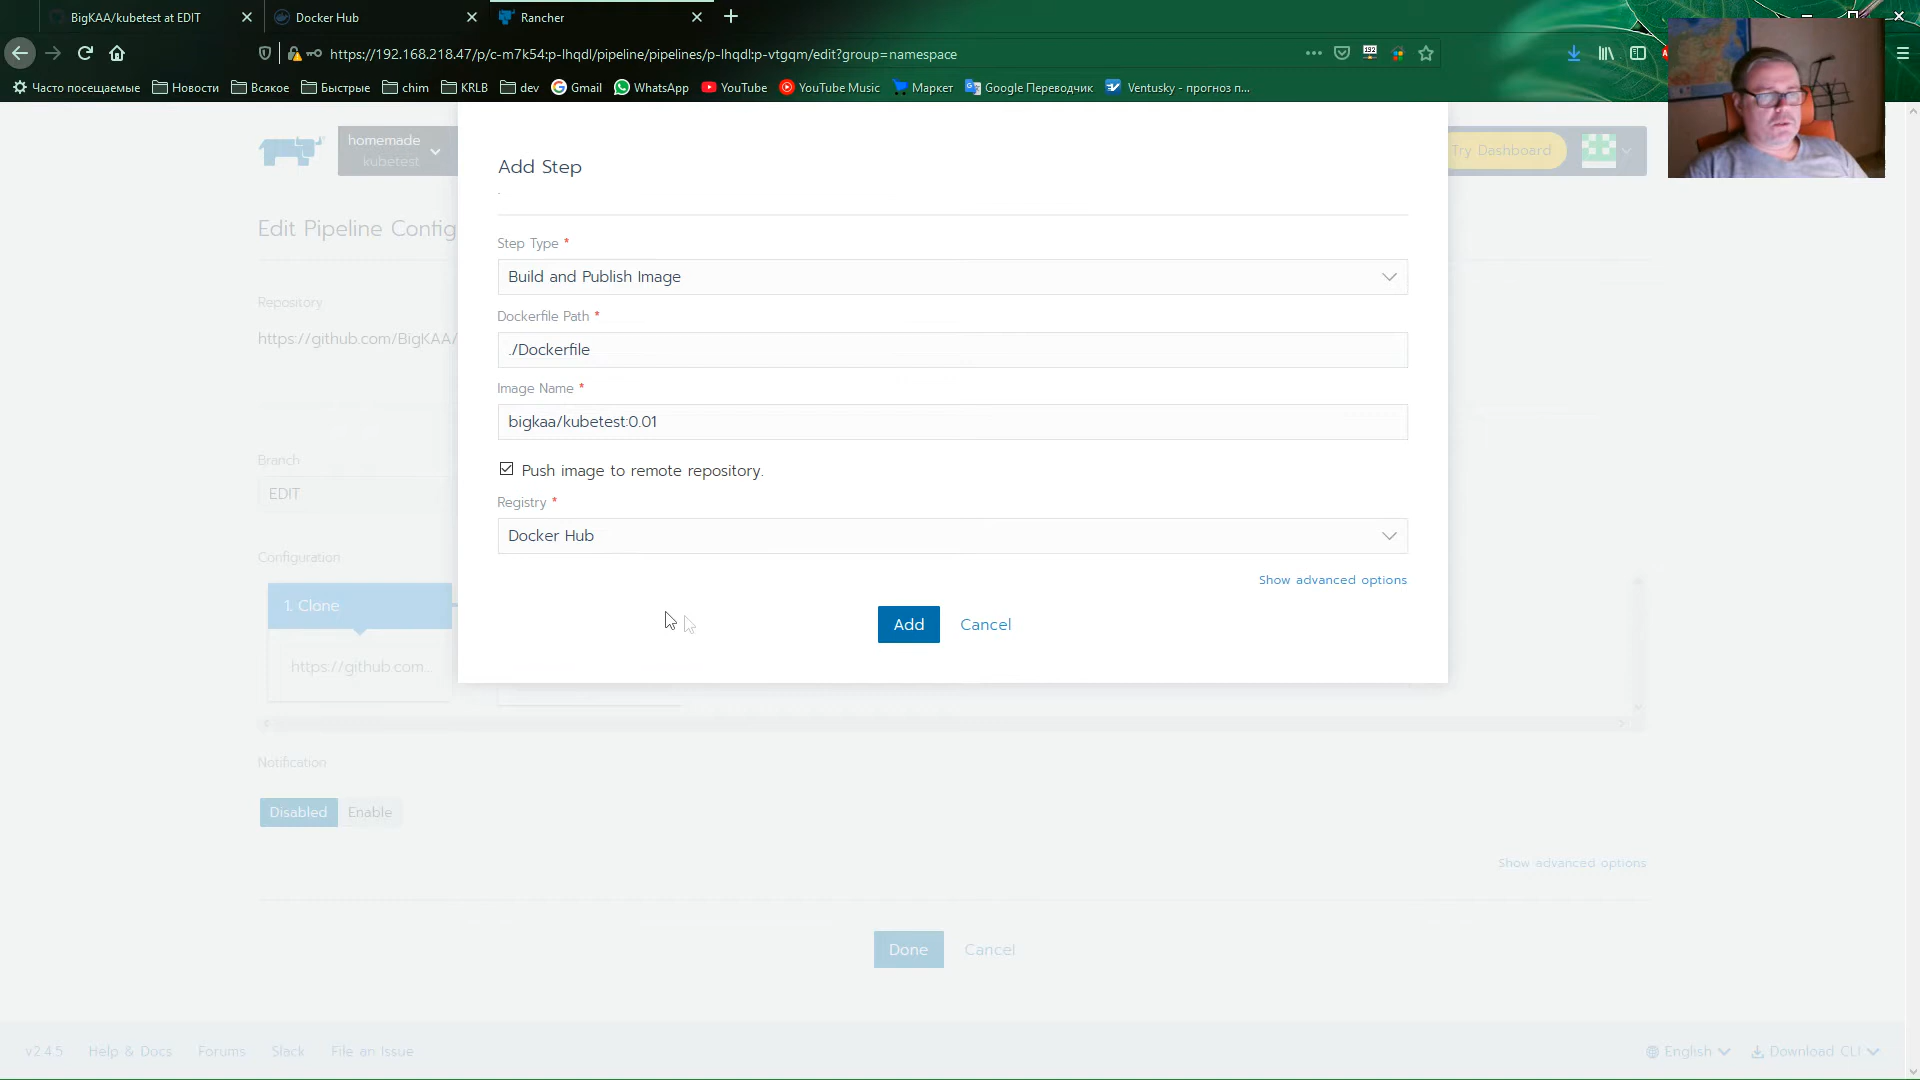 BigKAA/kubetest at EDIT
Docker Hub
Rancher
https://192.168.218.47/p/c-m7k54:p-lhqdl/pipeline/pipelines/p-lhqdl:p-vtgqm/edit?group=namespace
Часто посещаемые
Новости
Всякое
Быстрые
chim
KRLB
dev
Gmail
WhatsApp
YouTube
YouTube Music
Маркет
Google Переводчик
Ventusky - прогноз п...
homemade
kubetest
Try Dashboard
Add Step
Edit Pipeline Config
Step Type *
Build and Publish Image
Repository
Dockerfile Path *
https://github.com/BigKAA/
./Dockerfile
Image Name *
bigkaa/kubetest:0.01
Branch
Push image to remote repository.
EDIT
Registry *
Docker Hub
Configuration
Show advanced options
1. Clone
Add
Cancel
https://github.com...
Notification
Disabled
Enable
Show advanced options
Done
Cancel
v2.4.5
Help & Docs
Forums
Slack
File an Issue
English
Download CLI